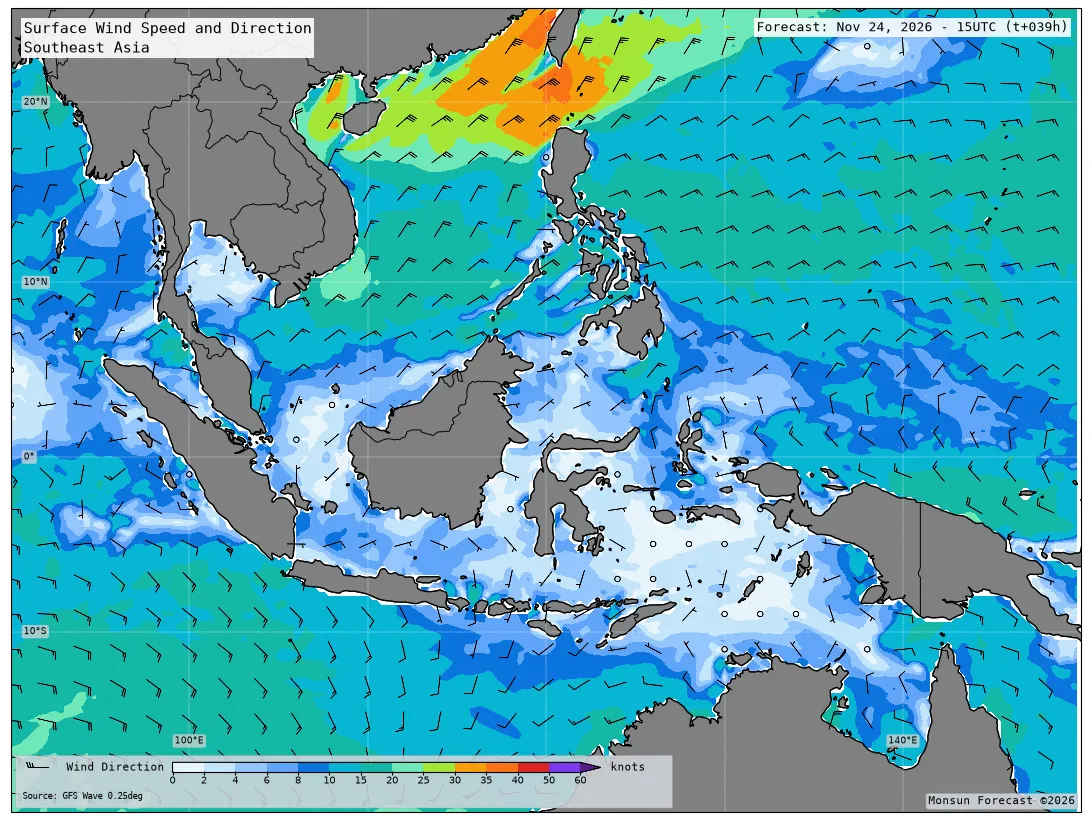 Surface Wind Speed and Direction
Southeast Asia
Forecast: Nov 24, 2026 - 15UTC (t+039h)
20°N
10°N
0°
10°S
100°E
140°E
Wind Direction
0 2 4 6 8 10 15 20 25 30 35 40 50 60
knots
Source: GFS Wave 0.25deg
Monsun Forecast ©2026